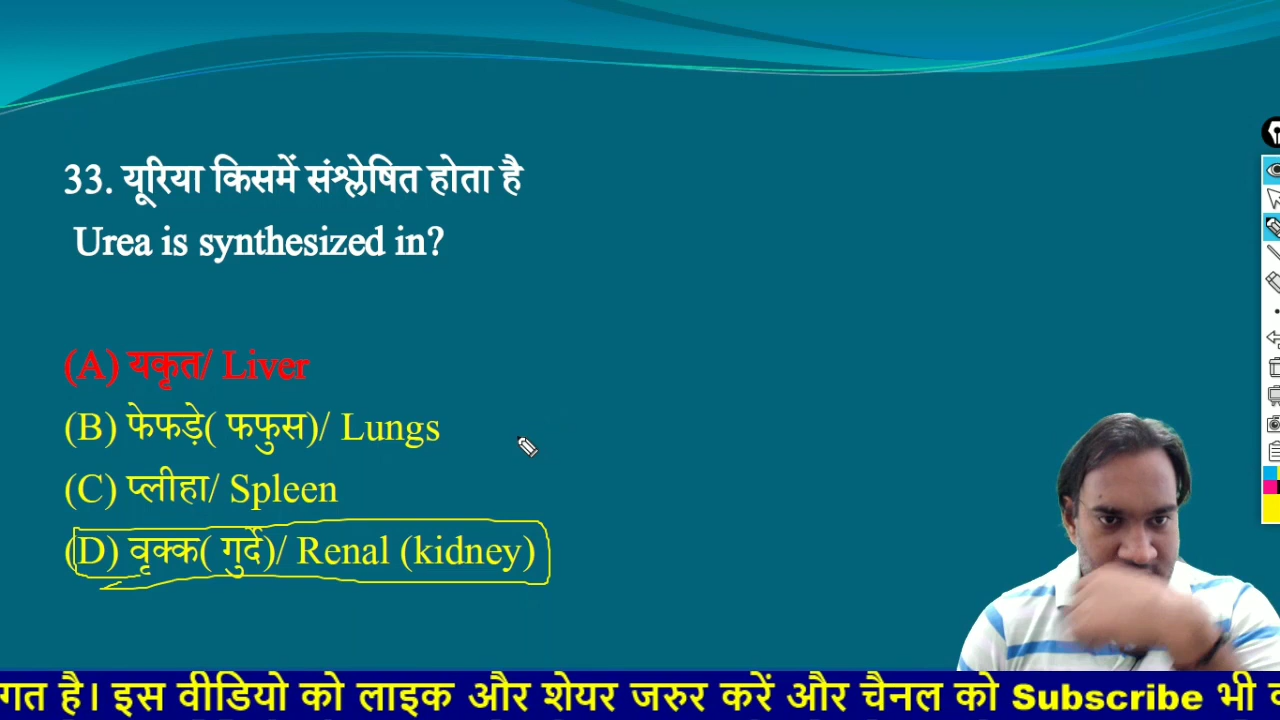 33. यूरिया किसमें संश्लेषित होता है
Urea is synthesized in?
(A) यकृत/ Liver
(B) फेफड़े( फफुस)/ Lungs
(C) प्लीहा/ Spleen
(D) वृक्क( गुर्दे)/ Renal (kidney)
गत है। इस वीडियो को लाइक और शेयर जरुर करें और चैनल को Subscribe भी